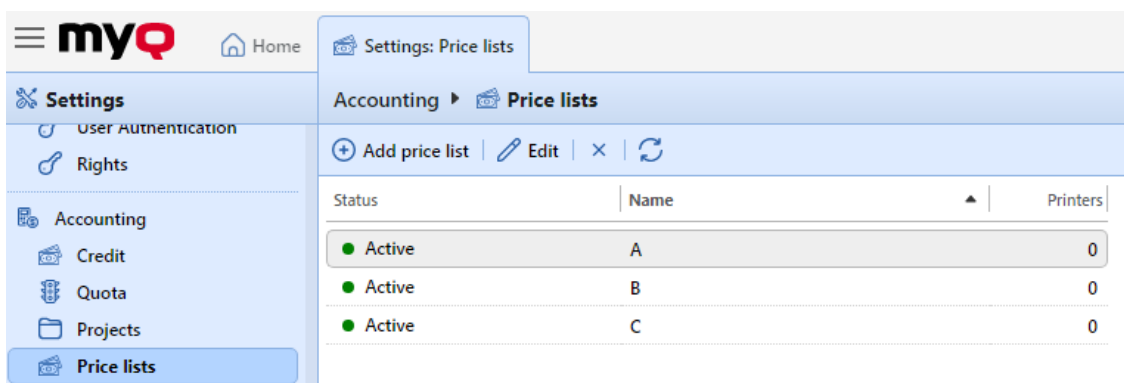 myQ Home Settings: Price lists
Settings
Accounting Price lists
User Authentication
Add price list Edit
Rights
Status Name Printers
Accounting
Active A 0
Credit
Active B 0
Quota
Active C 0
Projects
Price lists